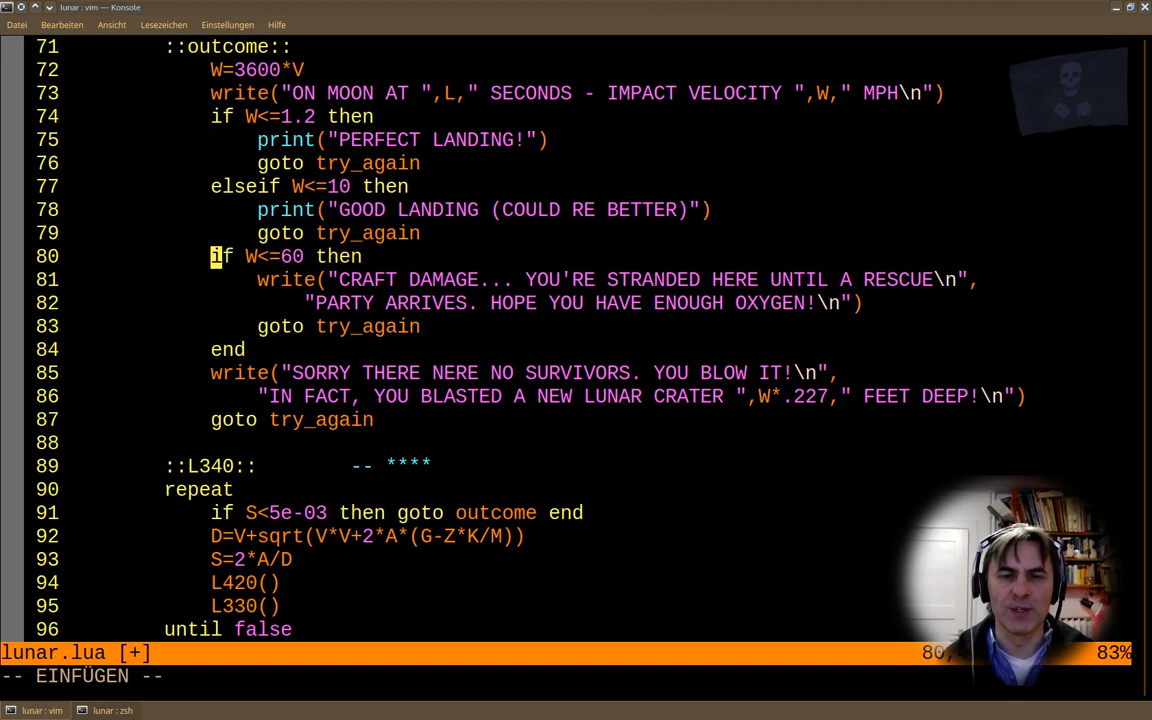 lunar : vim — Konsole
Datei Bearbeiten Ansicht Lesezeichen Einstellungen Hilfe
71 ::outcome::
72 W=3600*V
73 write("ON MOON AT ",L," SECONDS - IMPACT VELOCITY ",W," MPH\n")
74 if W<=1.2 then
75 print("PERFECT LANDING!")
76 goto try_again
77 elseif W<=10 then
78 print("GOOD LANDING (COULD RE BETTER)")
79 goto try_again
80 if W<=60 then
81 write("CRAFT DAMAGE... YOU'RE STRANDED HERE UNTIL A RESCUE\n",
82 "PARTY ARRIVES. HOPE YOU HAVE ENOUGH OXYGEN!\n")
83 goto try_again
84 end
85 write("SORRY THERE NERE NO SURVIVORS. YOU BLOW IT!\n",
86 "IN FACT, YOU BLASTED A NEW LUNAR CRATER ",W*.227," FEET DEEP!\n")
87 goto try_again
88
89 ::L340:: -- ****
90 repeat
91 if S<5e-03 then goto outcome end
92 D=V+sqrt(V*V+2*A*(G-Z*K/M))
93 S=2*A/D
94 L420()
95 L330()
96 until false
lunar.lua [+] 83%
-- EINFÜGEN --
lunar : vim lunar : zsh